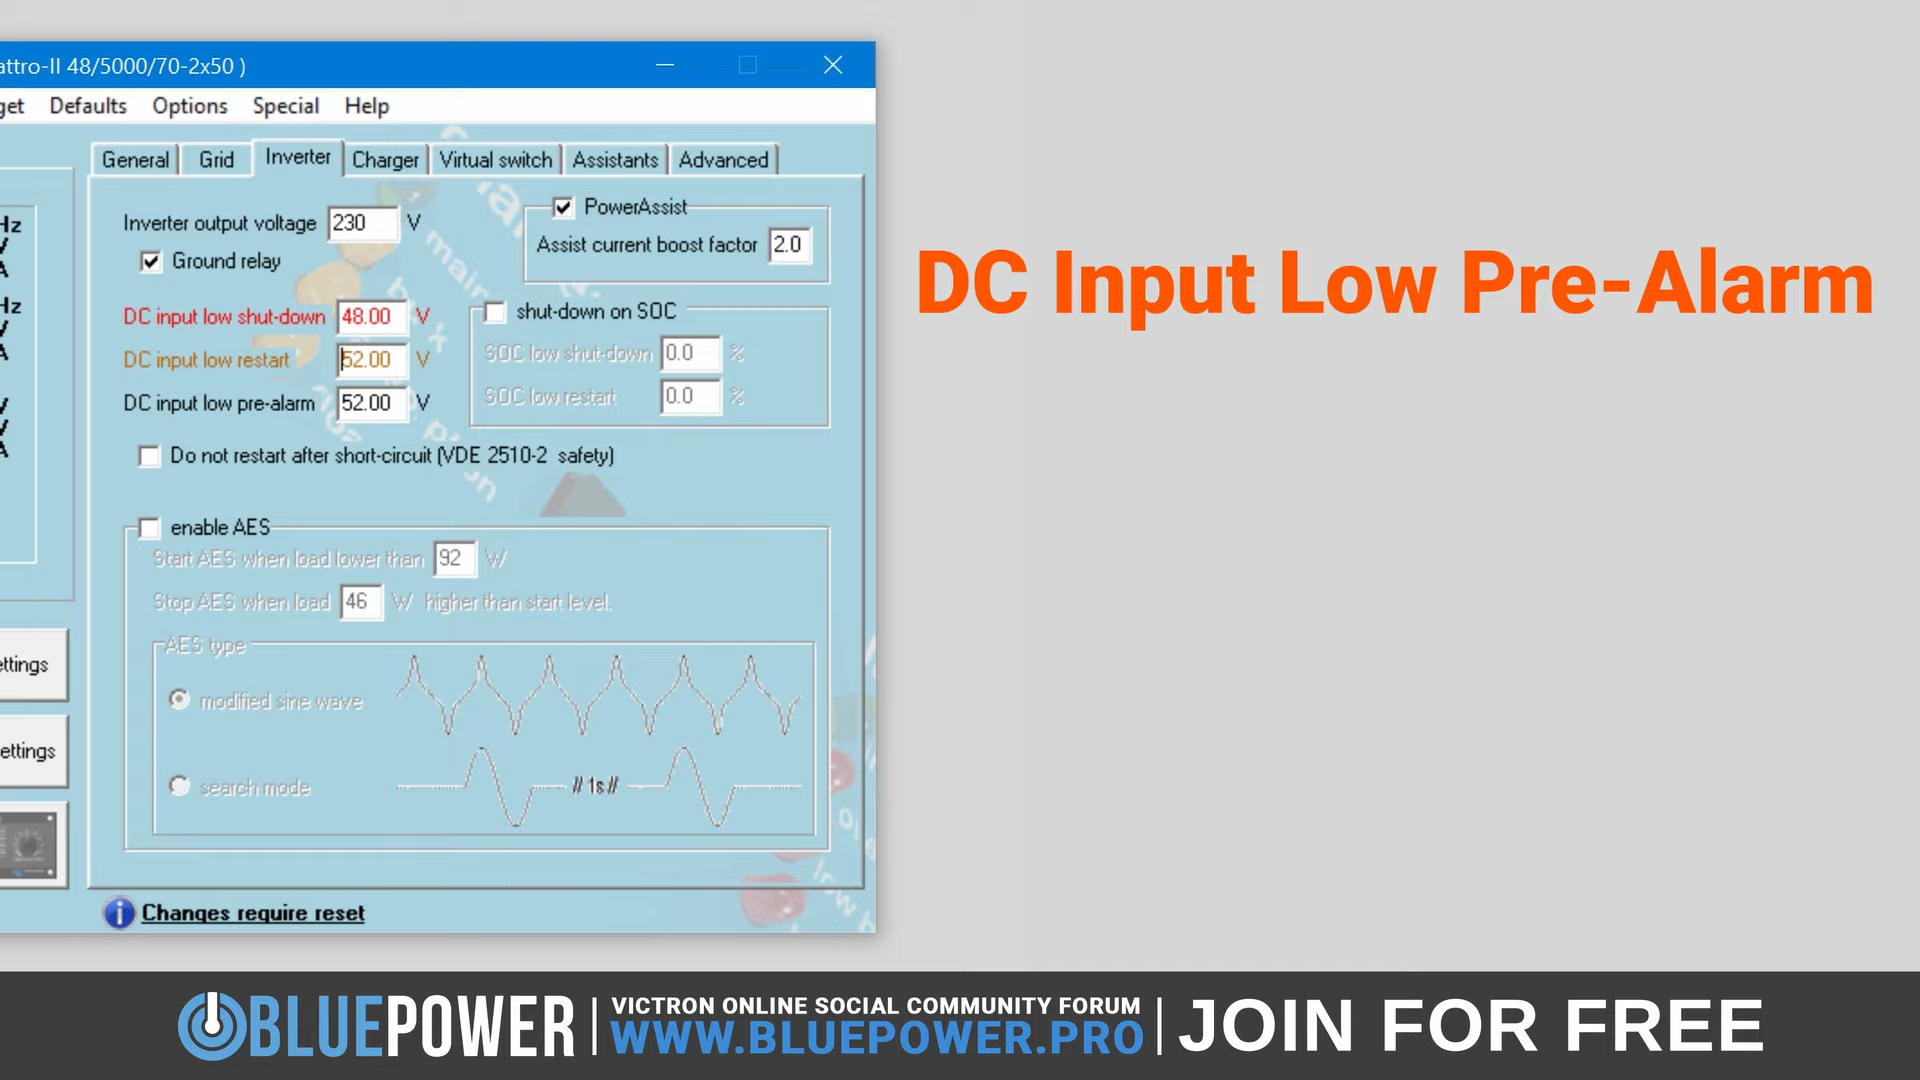 attro-II 48/5000/70-2x50 )
get Defaults Options Special Help
General Grid Inverter Charger Virtual switch Assistants Advanced
Hz
V
A
Hz
V
A
V
V
A
Inverter output voltage 230 V
Ground relay
PowerAssist
Assist current boost factor 2.0
DC input low shut-down 48.00 V
DC input low restart 52.00 V
DC input low pre-alarm 52.00 V
shut-down on SOC
SOC low shut-down 0.0 %
SOC low restart 0.0 %
Do not restart after short-circuit (VDE 2510-2 safety)
enable AES
Start AES when load lower than 92 W
Stop AES when load 46 W higher than start level.
AES type
modified sine wave
search mode
// 1s //
ettings
ettings
Changes require reset
DC Input Low Pre-Alarm
BLUEPOWER
VICTRON ONLINE SOCIAL COMMUNITY FORUM
WWW.BLUEPOWER.PRO
JOIN FOR FREE